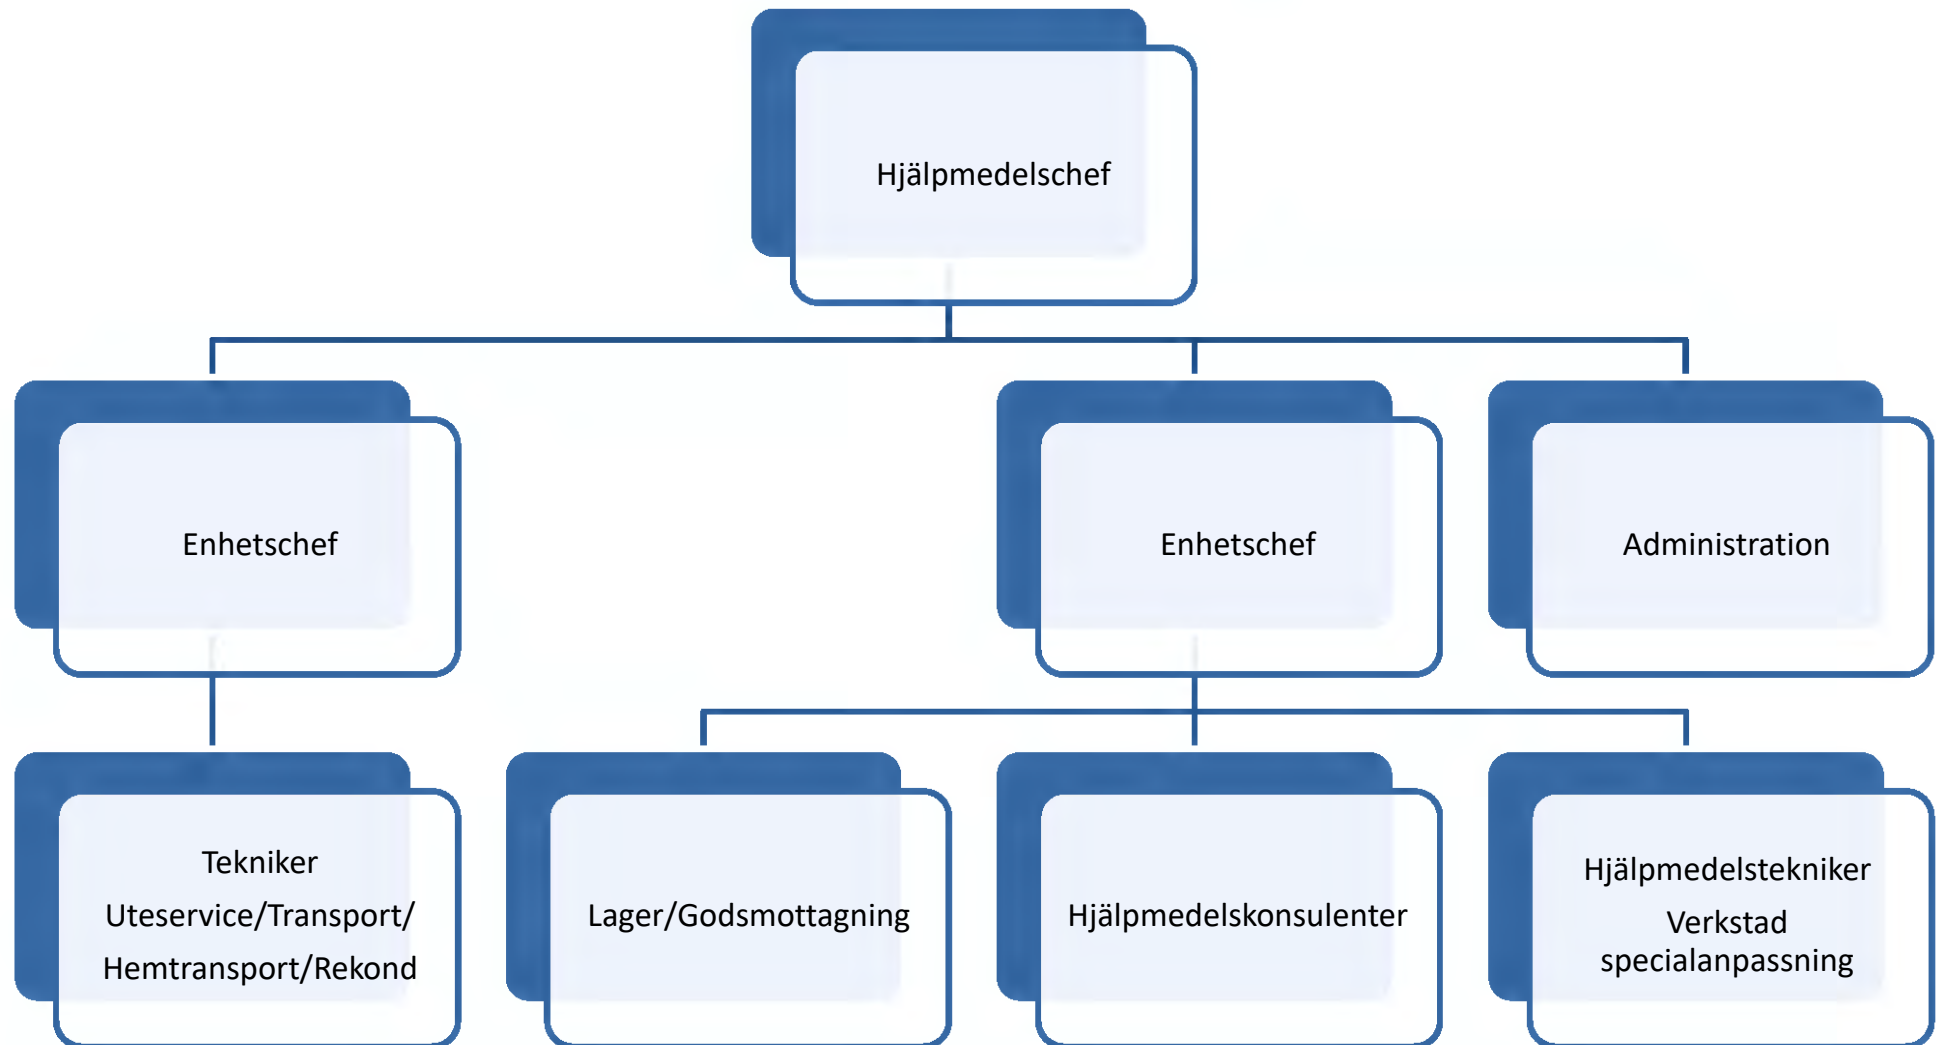 Hjälpmedelschef
Enhetschef
Enhetschef
Administration
Tekniker
Uteservice/Transport/
Hemtransport/Rekond
Lager/Godsmottagning
Hjälpmedelskonsulenter
Hjälpmedelstekniker
Verkstad
specialanpassning